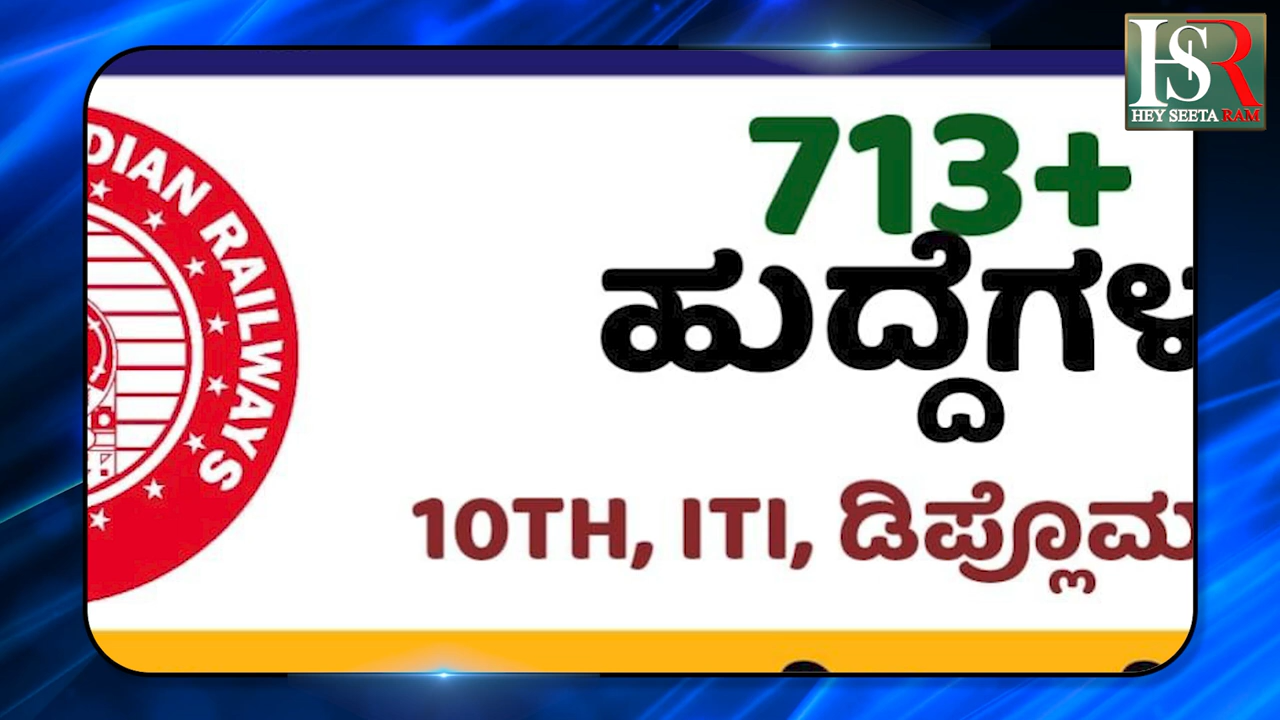 HSR
HEY SEETA RAM
DIAN RAILWAYS
713+
ಹುದ್ದೆಗಳ
10TH, ITI, ಡಿಪ್ಲೊಮ